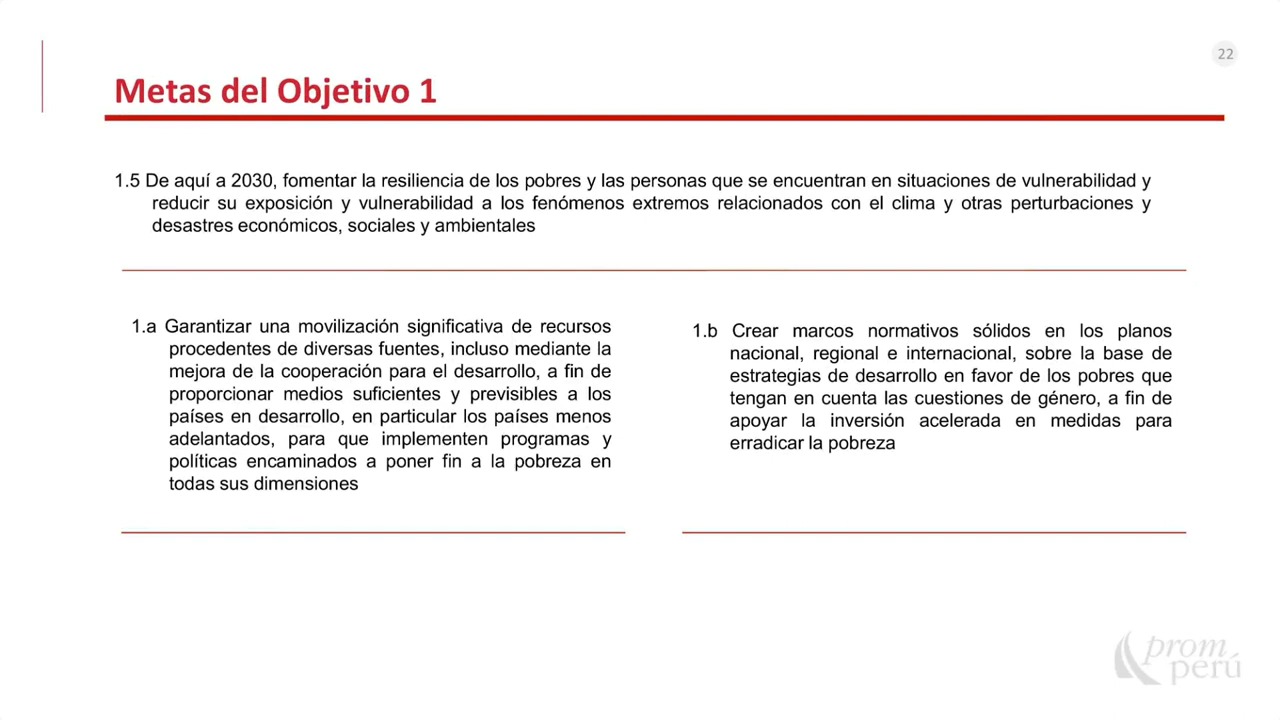 22
Metas del Objetivo 1
1.5 De aquí a 2030, fomentar la resiliencia de los pobres y las personas que se encuentran en situaciones de vulnerabilidad y
reducir su exposición y vulnerabilidad a los fenómenos extremos relacionados con el clima y otras perturbaciones y
desastres económicos, sociales y ambientales
1.a Garantizar una movilización significativa de recursos
procedentes de diversas fuentes, incluso mediante la
mejora de la cooperación para el desarrollo, a fin de
proporcionar medios suficientes y previsibles a los
países en desarrollo, en particular los países menos
adelantados, para que implementen programas y
políticas encaminados a poner fin a la pobreza en
todas sus dimensiones
1.b Crear marcos normativos sólidos en los planos
nacional, regional e internacional, sobre la base de
estrategias de desarrollo en favor de los pobres que
tengan en cuenta las cuestiones de género, a fin de
apoyar la inversión acelerada en medidas para
erradicar la pobreza
prom
perú